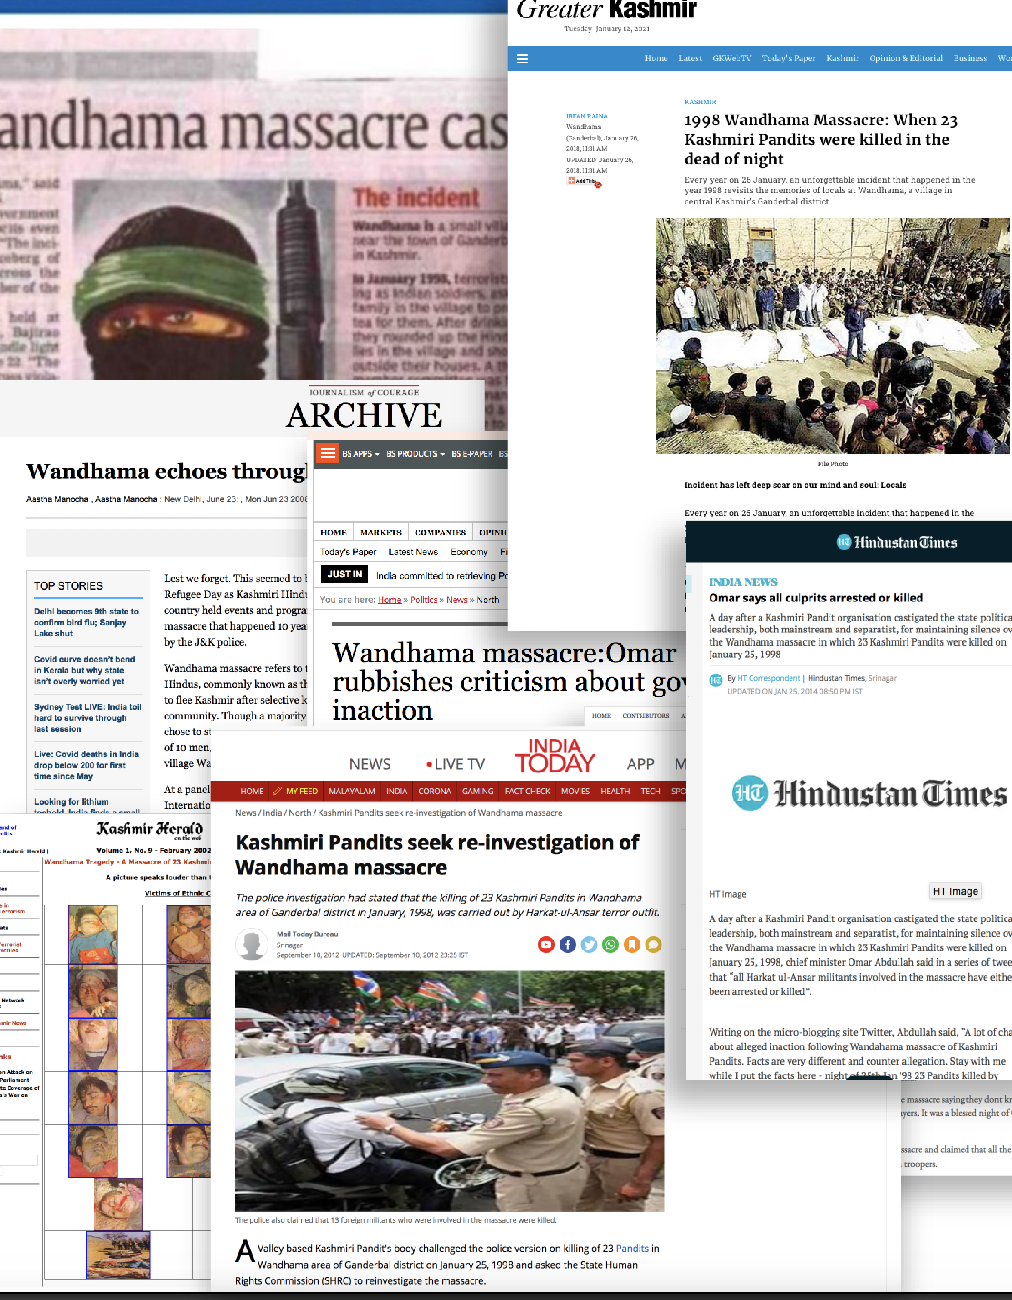 andhama massacre cas
ma," said
The incident
Wandhama is a small vill
near the town of Ganderb
in Kashmir.
In January 1998, terrorist
ing as Indian soldiers, as
family in the village to p
tea for them. After drink
they rounded up the Hind
lies in the village and sho
outside their houses. A th
JOURNALISM of COURAGE
ARCHIVE
Wandhama echoes throug
Aastha Manocha , Aastha Manocha : New Delhi, June 23: , Mon Jun 23 2008
TOP STORIES
Delhi becomes 9th state to
confirm bird flu; Sanjay
Lake shut
Covid curve doesn't bend
in Kerala but why state
isn't overly worried yet
Sydney Test LIVE: India toil
hard to survive through
last session
Live: Covid deaths in India
drop below 200 for first
time since May
Looking for lithium
Lest we forget. This seemed to b
Refugee Day as Kashmiri Hindu
country held events and progra
massacre that happened 10 yea
by the J&K police.
Wandhama massacre refers to t
Hindus, commonly known as th
to flee Kashmir after selective k
community. Though a majority
chose to st
of 10 men,
village Wa
At a panel
Internatio
BS APPS BS PRODUCTS BS E-PAPER BS
HOME MARKETS COMPANIES OPINI
Today's Paper Latest News Economy Fi
JUST IN India committed to retrieving Po
You are here: Home » Politics » News » North
Wandhama massacre:Omar
rubbishes criticism about gov
inaction
HOME CONTRIBUTORS A
Greater Kashmir
Tuesday, January 12, 2021
Home Latest GKWebTV Today's Paper Kashmir Opinion & Editorial Business Wor
KASHMIR
1998 Wandhama Massacre: When 23
Kashmiri Pandits were killed in the
dead of night
IRFAN RAINA
Wandhama
(Ganderbal), January 26,
2018, 11:31 AM
UPDATED: January 26,
2018, 11:31 AM
AddThis
Every year on 26 January, an unforgettable incident that happened in the
year 1998 revisits the memories of locals at Wandhama, a village in
central Kashmir's Ganderbal district
File Photo
Incident has left deep scar on our mind and soul: Locals
Every year on 26 January, an unforgettable incident that happened in the
HT Hindustan Times
INDIA NEWS
Omar says all culprits arrested or killed
A day after a Kashmiri Pandit organisation castigated the state politica
leadership, both mainstream and separatist, for maintaining silence ov
the Wandhama massacre in which 23 Kashmiri Pandits were killed on
January 25, 1998
By HT Correspondent | Hindustan Times, Srinagar
UPDATED ON JAN 25, 2014 08:50 PM IST
HT Hindustan Times
HT Image
HT Image
A day after a Kashmiri Pandit organisation castigated the state politica
leadership, both mainstream and separatist, for maintaining silence ov
the Wandhama massacre in which 23 Kashmiri Pandits were killed on
January 25, 1998, chief minister Omar Abdullah said in a series of twee
that "all Harkat ul-Ansar militants involved in the massacre have eithe
been arrested or killed".
Writing on the micro-blogging site Twitter, Abdullah said, "A lot of cha
about alleged inaction following Wandahama massacre of Kashmiri
Pandits. Facts are very different and counter allegation. Stay with me
while I put the facts here - night of 25th Jan '98 23 Pandits killed by
e massacre saying they dont kn
ayers. It was a blessed night of
ssacre and claimed that all the
troopers.
INDIA
TODAY
NEWS LIVE TV APP M
HOME MY FEED MALAYALAM INDIA CORONA GAMING FACT CHECK MOVIES HEALTH TECH SPO
News / India / North / Kashmiri Pandits seek re-investigation of Wandhama massacre
Kashmiri Pandits seek re-investigation of
Wandhama massacre
The police investigation had stated that the killing of 23 Kashmiri Pandits in Wandhama
area of Ganderbal district in January, 1998, was carried out by Harkat-ul-Ansar terror outfit.
Mail Today Bureau
Srinagar
September 10, 2012 UPDATED: September 10, 2012 23:25 IST
The police also claimed that 13 foreign militants who were involved in the massacre were killed.
A Valley based Kashmiri Pandit's body challenged the police version on killing of 23 Pandits in
Wandhama area of Ganderbal district on January 25, 1998 and asked the State Human
Rights Commission (SHRC) to reinvestigate the massacre.
Kashmir Herald
on the web
Volume 1, No. 9 - February 2002
Wandhama Tragedy - A Massacre of 23 Kashmi
A picture speaks louder than t
Victims of Ethnic C